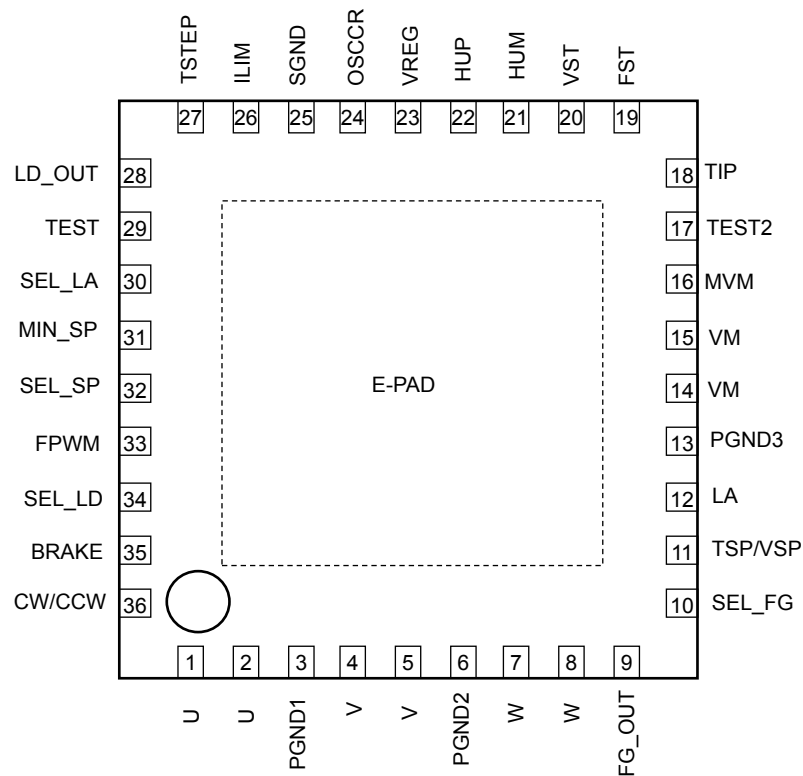 TSTEP ILIM SGND OSCCR VREG HUP HUM VST FST
27 26 25 24 23 22 21 20 19
LD_OUT 28 18 TIP
TEST 29 17 TEST2
SEL_LA 30 16 MVM
MIN_SP 31 15 VM
SEL_SP 32 E-PAD 14 VM
FPWM 33 13 PGND3
SEL_LD 34 12 LA
BRAKE 35 11 TSP/VSP
CW/CCW 36 10 SEL_FG
1 2 3 4 5 6 7 8 9
U U PGND1 V V PGND2 W W FG_OUT